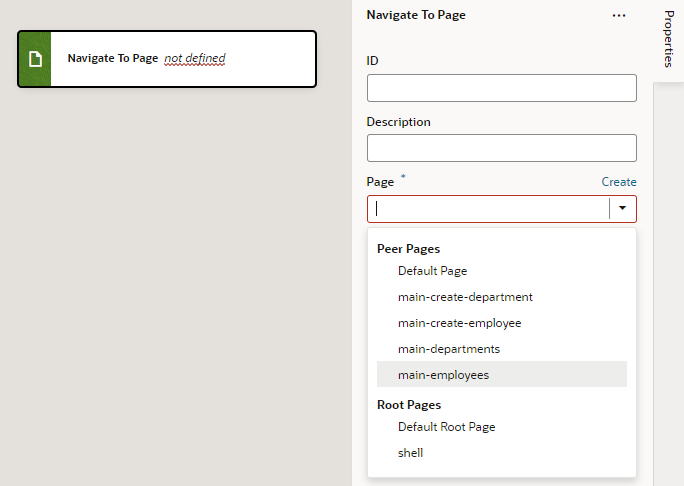 Navigate To Page not defined
Navigate To Page
Properties
ID
Description
Page * Create
Peer Pages
Default Page
main-create-department
main-create-employee
main-departments
main-employees
Root Pages
Default Root Page
shell